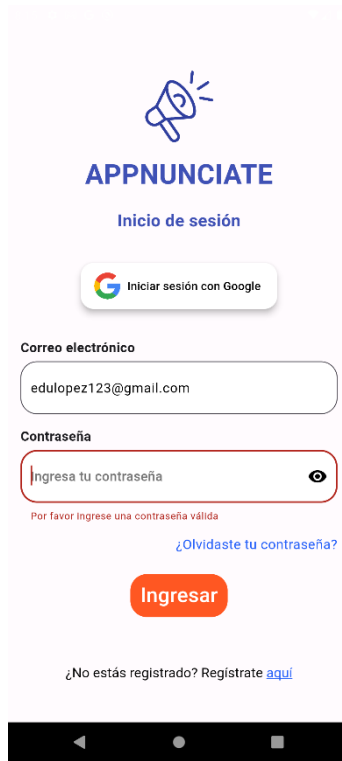 APPNUNCIATE
Inicio de sesión
Iniciar sesión con Google
Correo electrónico
edulopez123@gmail.com
Contraseña
Ingresa tu contraseña
Por favor Ingrese una contraseña válida
¿Olvidaste tu contraseña?
Ingresar
¿No estás registrado? Regístrate aquí